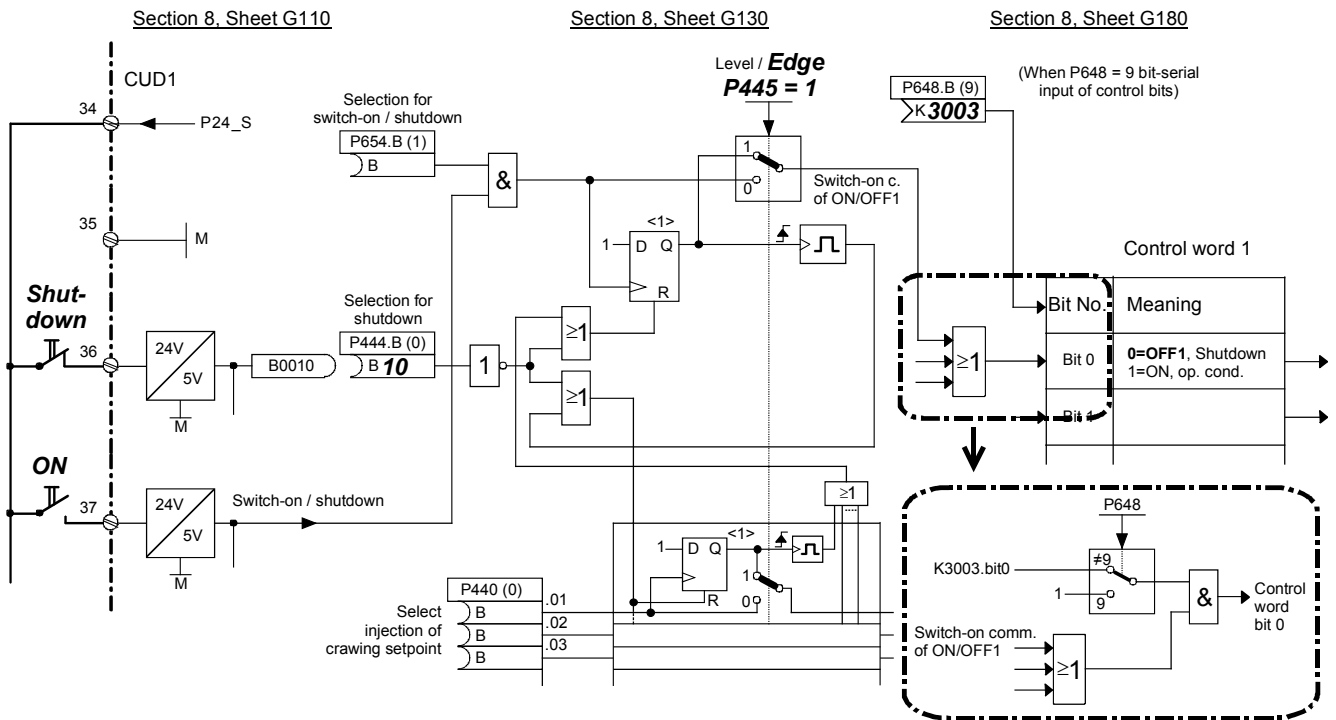 Section 8, Sheet G110
Section 8, Sheet G130
Section 8, Sheet G180
CUD1
34
P24_S
35
M
Shut-
down
36
24V
5V
M
B0010
ON
37
24V
5V
M
Switch-on / shutdown
Selection for
switch-on / shutdown
P654.B (1)
B
&
Selection for
shutdown
P444.B (0)
B 10
1
≥1
≥1
Level / Edge
P445 = 1
1
0
Switch-on c.
of ON/OFF1
<1>
1
D Q
R
≥1
<1>
1
D Q
R
1
0
P440 (0)
.01
B
.02
B
.03
B
Select
injection of
crawing setpoint
P648.B (9)
K 3003
(When P648 = 9 bit-serial
input of control bits)
Control word 1
Bit No.
Meaning
≥1
Bit 0
0=OFF1, Shutdown
1=ON, op. cond.
Bit 1
P648
K3003.bit0
≠9
1
9
&
Control
word
bit 0
Switch-on comm.
of ON/OFF1
≥1